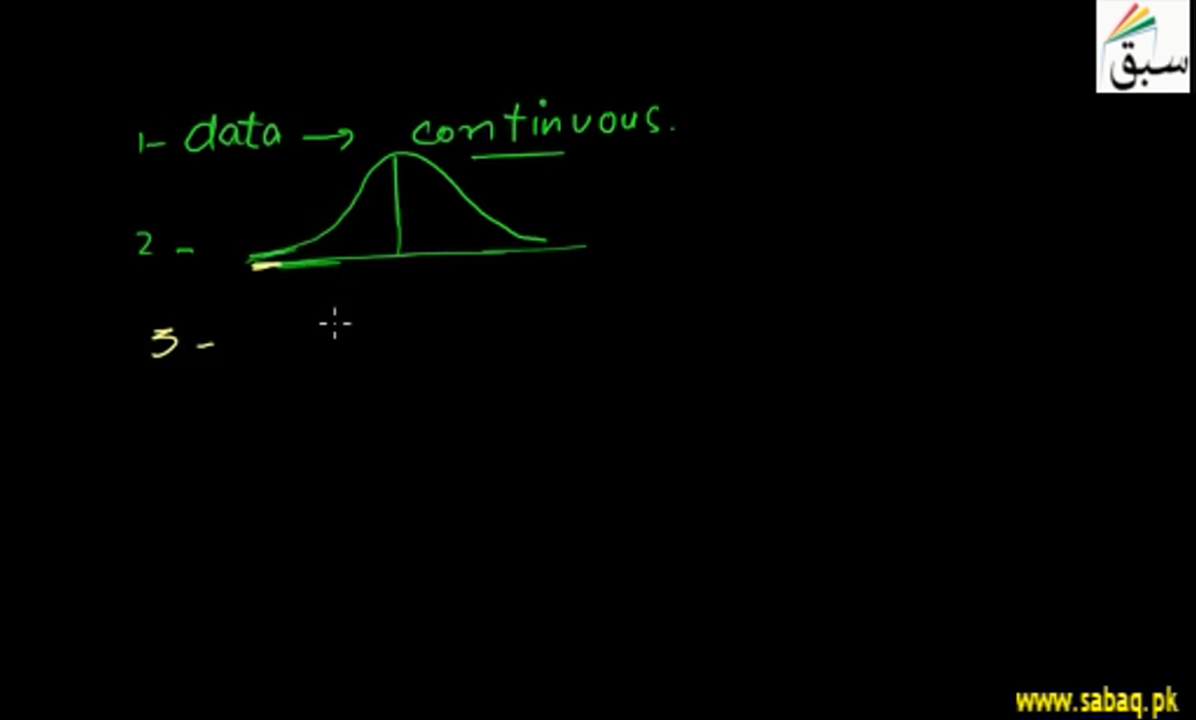 سبق
1- data → continuous.
2 -
3 -
www.sabaq.pk